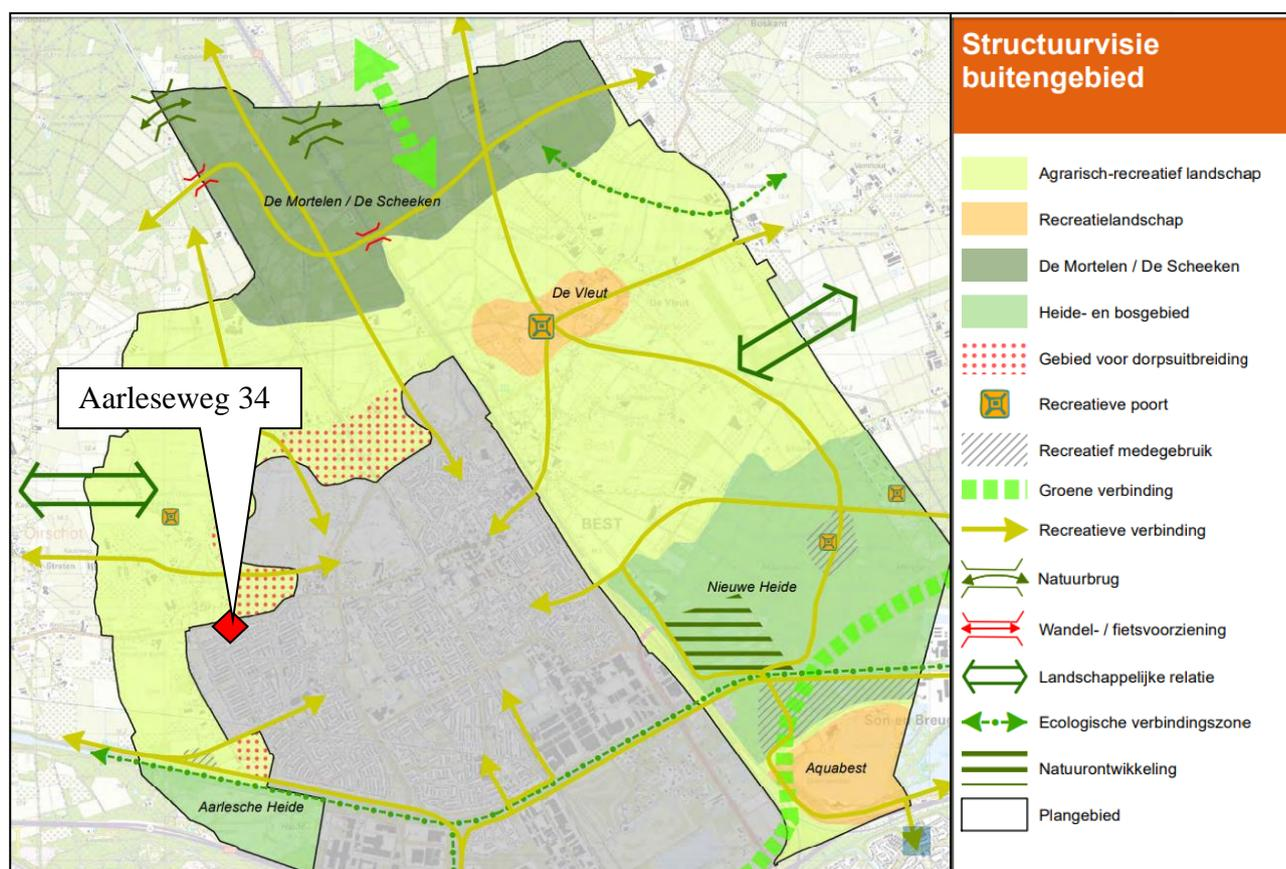 Structuurvisie
buitengebied
Agrarisch-recreatief landschap
Recreatielandschap
De Mortelen / De Scheeken
Heide- en bosgebied
Gebied voor dorpsuitbreiding
Recreatieve poort
Recreatief medegebruik
Groene verbinding
Recreatieve verbinding
Natuurbrug
Wandel- / fietsvoorziening
Landschappelijke relatie
Ecologische verbindingszone
Natuurontwikkeling
Plangebied
De Mortelen / De Scheeken
De Vleut
De Vleut
Aarleseweg 34
Oirschot
Straten
BEST
Nieuwe Heide
Aquabest
Aarlesche Heide